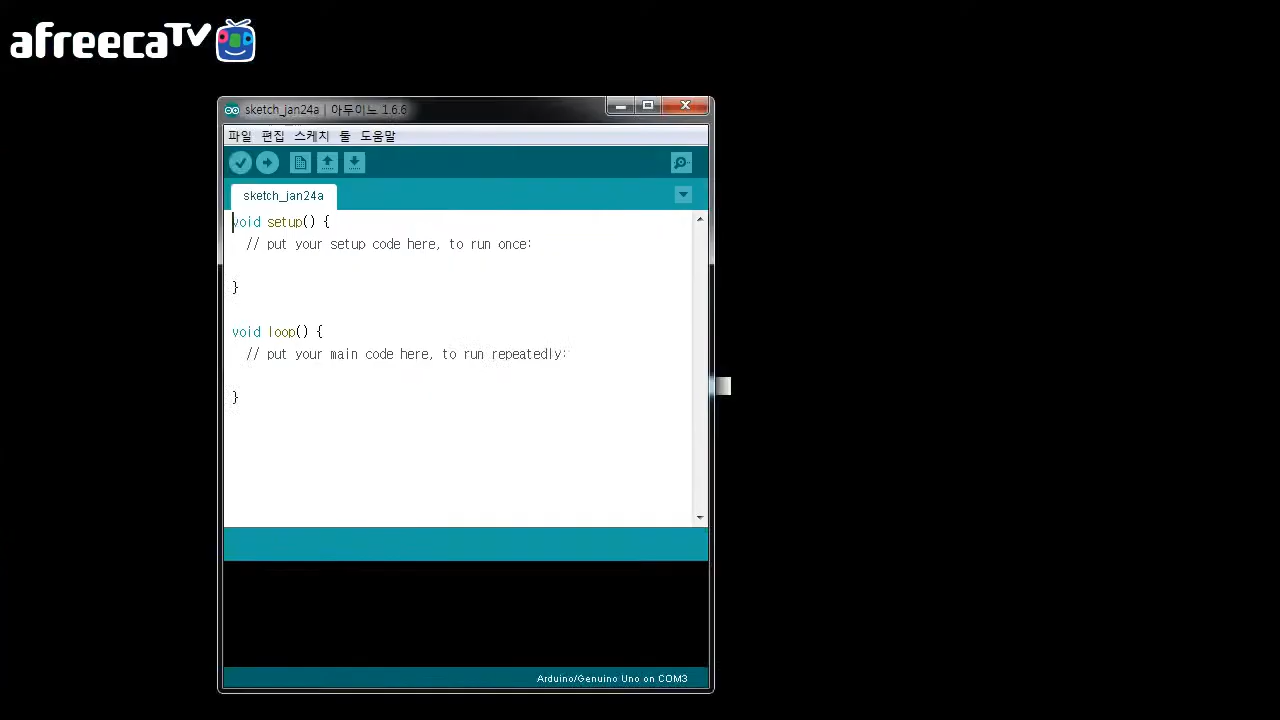 afreecaTV
sketch_jan24a | 아두이노 1.6.6
파일 편집 스케치 툴 도움말
sketch_jan24a
void setup() {
// put your setup code here, to run once:
}
void loop() {
// put your main code here, to run repeatedly:
}
Arduino/Genuino Uno on COM3